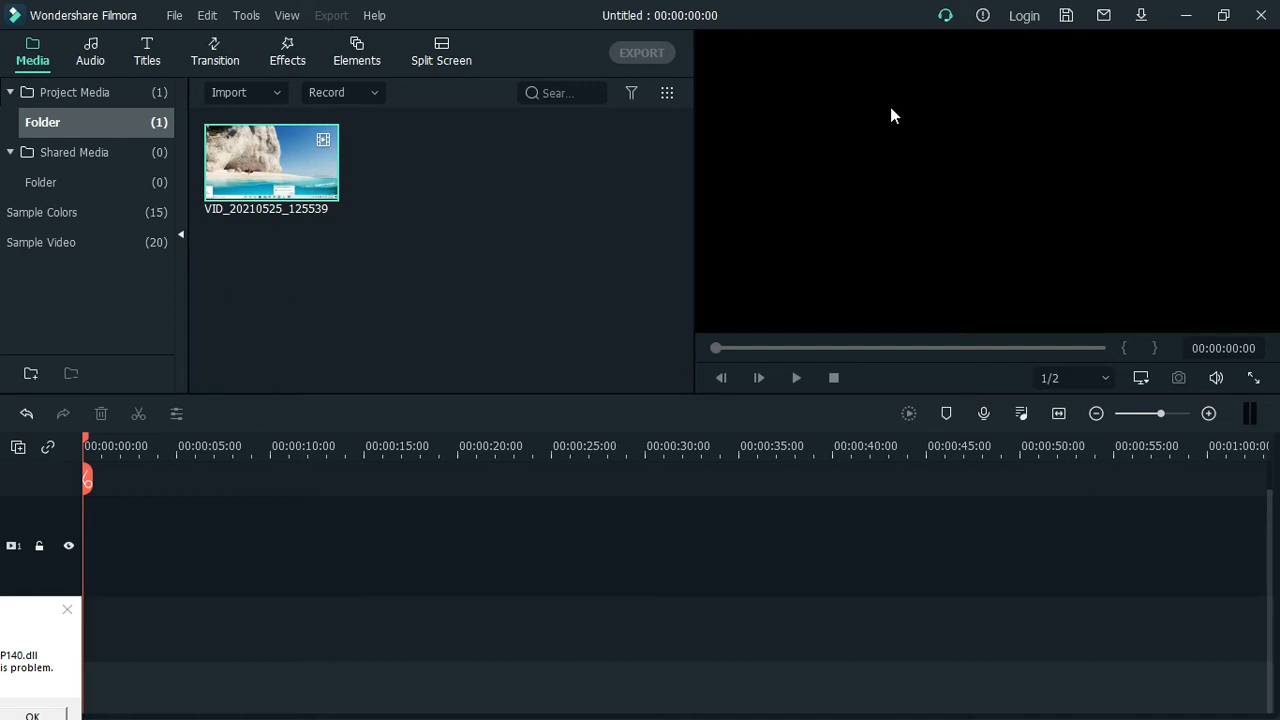 Wondershare Filmora File Edit Tools View Export Help Untitled : 00:00:00:00 Login
Media Audio Titles Transition Effects Elements Split Screen EXPORT
Project Media (1)
Folder (1)
Shared Media (0)
Folder (0)
Sample Colors (15)
Sample Video (20)
Import Record Sear...
VID_20210525_125539
00:00:00:00
1/2
00:00:00:00 00:00:05:00 00:00:10:00 00:00:15:00 00:00:20:00 00:00:25:00 00:00:30:00 00:00:35:00 00:00:40:00 00:00:45:00 00:00:50:00 00:00:55:00 00:01:00:00
1
P140.dll
is problem.
OK